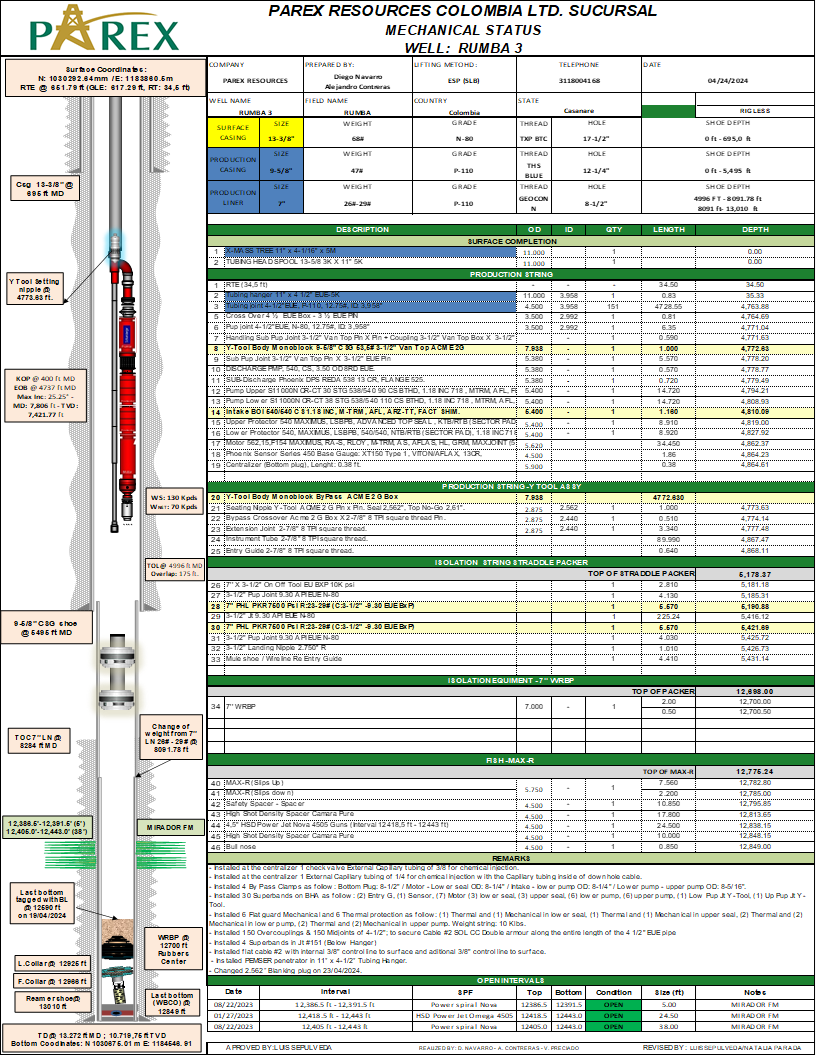 PAREX
RESOURCES
PAREX RESOURCES COLOMBIA LTD. SUCURSAL
MECHANICAL STATUS
WELL: RUMBA 3
Surface Coordinates:
N: 1030292.64mm /E: 1183860.5m
RTE @ 651.79 ft (GLE: 617.29 ft, RT: 34,5 ft)
COMPANY PREPARED BY: LIFTING METOHD: TELEPHONE DATE
PAREX RESOURCES Diego Navarro Alejandro Contreras ESP (SLB) 3118004168 04/24/2024
WELL NAME FIELD NAME COUNTRY STATE
RUMBA 3 RUMBA Colombia Casanare RIGLESS
SURFACE CASING SIZE WEIGHT GRADE THREAD HOLE SHOE DEPTH
13-3/8" 68# N-80 TXP BTC 17-1/2" 0 ft - 695,0 ft
PRODUCTION CASING SIZE WEIGHT GRADE THREAD HOLE SHOE DEPTH
9-5/8" 47# P-110 THS BLUE 12-1/4" 0 ft - 5,495 ft
PRODUCTION LINER SIZE WEIGHT GRADE THREAD HOLE SHOE DEPTH
7" 26#-29# P-110 GEOCON N 8-1/2" 4996 FT - 8091.78 ft
8091 ft- 13,010 ft
DESCRIPTION OD ID QTY LENGTH DEPTH
SURFACE COMPLETION
1 X-MASS TREE 11" x 4-1/16" x 5M 11.000 1 0.00
2 TUBING HEAD SPOOL 13-5/8 3K X 11" 5K 11.000 1 0.00
PRODUCTION STRING
1 RTE (34,5 ft) - - - 34.50 34.50
2 Tubing hanger 11" x 4 1/2" EUE-5K 11.000 3.958 1 0.83 35.33
3 Tubing joint 4-1/2"EUE, P-110, 12.75#, ID: 3,958" 4.500 3.958 151 4728.55 4,763.88
5 Cross Over 4 ½ EUE Box - 3 ½ EUE PIN 3.500 2.992 1 0.81 4,764.69
6 Pup joint 4-1/2"EUE, N-80, 12.75#, ID: 3,958" 3.500 2.992 1 6.35 4,771.04
7 Handling Sub Pup Joint 3-1/2" Van Top Pin X Pin + Coupling 3-1/2" Van Top Box X 3-1/2" - 1 0.590 4,771.63
8 Y-Tool Body Monoblock 9-5/8" CSG 53,5# 3-1/2" Van Top ACME 2G 7.938 - 1 1.000 4,772.63
9 Sub Pup Joint 3-1/2" Van Top Pin X 3-1/2" EUE Pin 5.380 - 1 5.570 4,778.20
10 DISCHARGE PMP, 540, CS, 3.50 OD 8RD EUE, 5.380 - 1 0.570 4,778.77
11 SUB-Discharge Phoenix DPS REDA 538 13 CR, FLANGE 525. 5.380 - 1 0.720 4,779.49
12 Pump Upper S11000N CR-CT 30 STG 538/540 90 CS BTHD, 1.18 INC 718 , MTRM, AFL, F 5.400 - 1 14.720 4,794.21
13 Pump Lower S11000N CR-CT 38 STG 538/540 110 CS BTHD, 1.18 INC 718 , MTRM, AFL, 5.400 - 1 14.720 4,808.93
14 Intake BOI 540/540 CS 1.18 INC, M-TRM , AFL, ARZ-TT, FACT SHIM. 5.400 - 1 1.160 4,810.09
15 Upper Protector 540 MAXIMUS, LSBPB, ADVANCED TOP SEAL , KTB/RTB (SECTOR PAD 5.400 - 1 8.910 4,819.00
16 Lower Protector 540, MAXIMUS, LSBPB, 540/540, NTB/RTB (SECTOR PAD), 1.18 INC 71 5.400 - 1 8.920 4,827.92
17 Motor 562,15,F154 MAXIMUS, RA-S, RLOY , M-TRM, AS, AFLAS, HL, GRM, MAXJOINT (5 5.620 34.450 4,862.37
18 Phoenix Sensor Series 450 Base Gauge: XT150 Type 1, VITON/AFLAX, 13CR, 4.500 1 1.86 4,864.23
19 Centralizer (Bottom plug), Lenght: 0.38 ft. 5.900 1 0.38 4,864.61
PRODUCTION STRING -Y TOOL ASSY
20 Y-Tool Body Monoblock ByPass ACME 2 G Box 7.938 4772.630
21 Seating Nipple Y -Tool ACME 2 G Pin x Pin. Seal 2,562", Top No-Go 2,61". 2.875 2.562 1 1.000 4,773.63
22 Bypass Crossover Acme 2 G Box X 2-7/8" 8 TPI square thread Pin . 2.875 2.440 1 0.510 4,774.14
23 Extension Joint 2-7/8" 8 TPI square thread. 2.875 2.440 1 3.340 4,777.48
24 Instrument Tube 2-7/8" 8 TPI square thread. 89.990 4,867.47
25 Entry Guide 2-7/8" 8 TPI square thread. 0.640 4,868.11
ISOLATION STRING STRADDLE PACKER
TOP OF STRADDLE PACKER 5,178.37
26 7" X 3-1/2" On Off Tool EU BXP 10K psi 1 2.810 5,181.18
27 3-1/2" Pup Joint 9.30 API EUE N-80 1 4.130 5,185.31
28 7" PHL PKR 7500 Psi R:23-29# (C:3-1/2" -9.30 EUE BxP) 1 5.570 5,190.88
29 3-1/2" Jt 9.30 API EUE N-80 1 225.24 5,416.12
30 7" PHL PKR 7500 Psi R:23-29# (C:3-1/2" -9.30 EUE BxP) 1 5.570 5,421.69
31 3-1/2" Pup Joint 9.30 API EUE N-80 1 4.030 5,425.72
32 3-1/2" Landing Nipple 2.750" R 1 1.010 5,426.73
33 Mule shoe / Wireline Re Entry Guide 1 4.410 5,431.14
ISOLATION EQUIMENT - 7" WRBP
TOP OF PACKER 12,698.00
34 7" WRBP 7.000 - 1 2.00 12,700.00
0.50 12,700.50
FISH -MAX-R
TOP OF MAX-R 12,775.24
40 MAX-R (Slips Up) 5.750 - 1 7.560 12,782.80
41 MAX-R (Slips down) 2.200 12,785.00
42 Safety Spacer - Spacer 4.500 - 1 10.850 12,795.85
43 High Shot Density Spacer Camara Pure 4.500 - 1 17.800 12,813.65
44 4,5" HSD Power Jet Nova 4505 Guns (Interval 12418,5 ft - 12443 ft) 4.500 - 1 24.500 12,838.15
45 High Shot Density Spacer Camara Pure 4.500 - 1 10.000 12,848.15
46 Bull nose 4.500 - 1 0.850 12,849.00
REMARKS
- Installed at the centralizer 1 check valve External Capillary tubing of 3/8 for chemical injection.
- Installed at the centralizer 1 External Capillary tubing of 1/4 for chemical injection with the Capillary tubing inside of down hole cable.
- Installed 4 By Pass Clamps as follow : Bottom Plug: 8-1/2" / Motor - Low er seal OD: 8-1/4" / Intake - low er pump OD: 8-1/4" / Low er pump - upper pump OD: 8-5/16".
- Installed 30 Superbands on BHA as follow : (2) Entry G, (1) Sensor, (7) Motor (3) low er seal, (3) upper seal, (6) low er pump, (6) upper pump, (1) Low Pup Jt Y-Tool, (1) Up Pup Jt Y-Tool.
- Installed 6 Flat guard Mechanical and 6 Thermal protection as follow : (1) Thermal and (1) Mechanical in low er seal, (1) Thermal and (1) Mechanical in upper seal, (2) Thermal and (2) Mechanical in low er pump, (2) Thermal and (2) Mechanical in upper pump. Weight string: 10 Klbs.
- Installed 150 Overcouplings & 150 Midjoints of 4-1/2"; to secure Cable #2 SOL CC Double armour along the entire length of the 4 1/2" EUE pipe
- Installed 4 Superbands in Jt #151 (Below Hanger)
- Installed flat cable #2 with internal 3/8" control line to surface and aditional 3/8" control line to surface.
- Installed PEMSER penetrator in 11" x 4-1/2" Tubing Hanger.
- Changed 2.562" Blanking plug on 23/04/2024.
OPEN INTERVALS
Date Interval SPF Top Bottom Condition Size (ft) Notes
08/22/2023 12,386.5 ft - 12,391.5 ft Power spiral Nova 12386.5 12391.5 OPEN 5.00 MIRADOR FM
01/27/2023 12,418.5 ft - 12,443 ft HSD Power Jet Omega 4505 12418.5 12443.0 OPEN 24.50 MIRADOR FM
08/22/2023 12,405 ft - 12,443 ft Power spiral Nova 12405.0 12443.0 OPEN 38.00 MIRADOR FM
APROVED BY: LUIS SEPULVEDA REALIZED BY: D. NAVARRO - A. CONTRERAS - V. PRECIADO REVISED BY : LUIS SEPULVEDA/NATALIA PARADA
Csg 13-3/8" @
695 ft MD
Y Tool Setting
nipple @
4773.63 ft.
KOP @ 400 ft MD
EOB @ 4737 ft MD
Max Inc: 25.25° -
MD: 7,806 ft - TVD:
7,421.77 ft
WS: 130 Kpds
WNET: 70 Kpds
TOL @ 4996 ft MD
Overlap: 175 ft.
9-5/8" CSG shoe
@ 5495 ft MD
TOC 7" LN @
8284 ft MD
Change of
weight from 7"
LN 26# - 29# @
8091.78 ft
12,386.5'-12,391.5' (5')
12,405.0'-12,443.0' (38')
MIRADOR FM
Last bottom
tagged with BL
@ 12690 ft
on 19/04/2024
WRBP @
12700 ft
Rubbers
Center
L.Collar @ 12925 ft
F.Collar @ 12966 ft
Reamer shoe @
13010 ft
Last bottom
(WBCO) @
12849 ft
TD @ 13.272 ft MD ; 10.719,75 ft TVD
Bottom Coordinates: N 1030675.01 m E: 1184546. 91